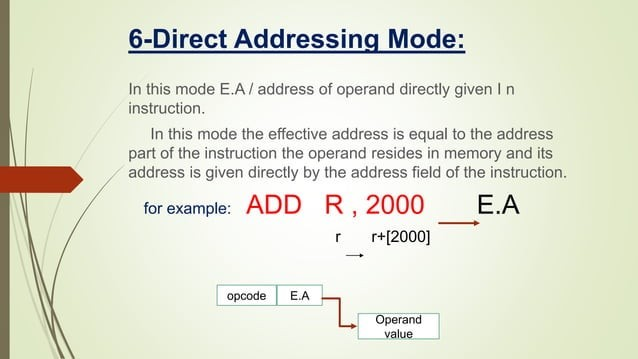 6-Direct Addressing Mode:
In this mode E.A / address of operand directly given I n
instruction.
In this mode the effective address is equal to the address
part of the instruction the operand resides in memory and its
address is given directly by the address field of the instruction.
for example: ADD R , 2000 E.A
r r+[2000]
opcode E.A
Operand
value